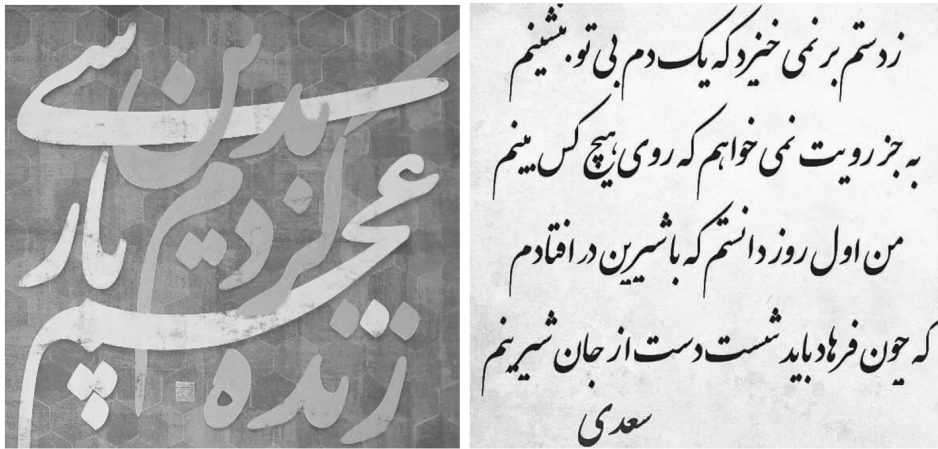 عجم زنده کردم بدین پارسی
ز دستم بر نمی خیزد که یک دم بی تو بنشینم
به جز رویت نمی خواهم که روی هیچ کس بینم
من اول روز دانستم که با شیرین در افتادم
که چون فرهاد باید شست دست از جان شیرینم
سعدی